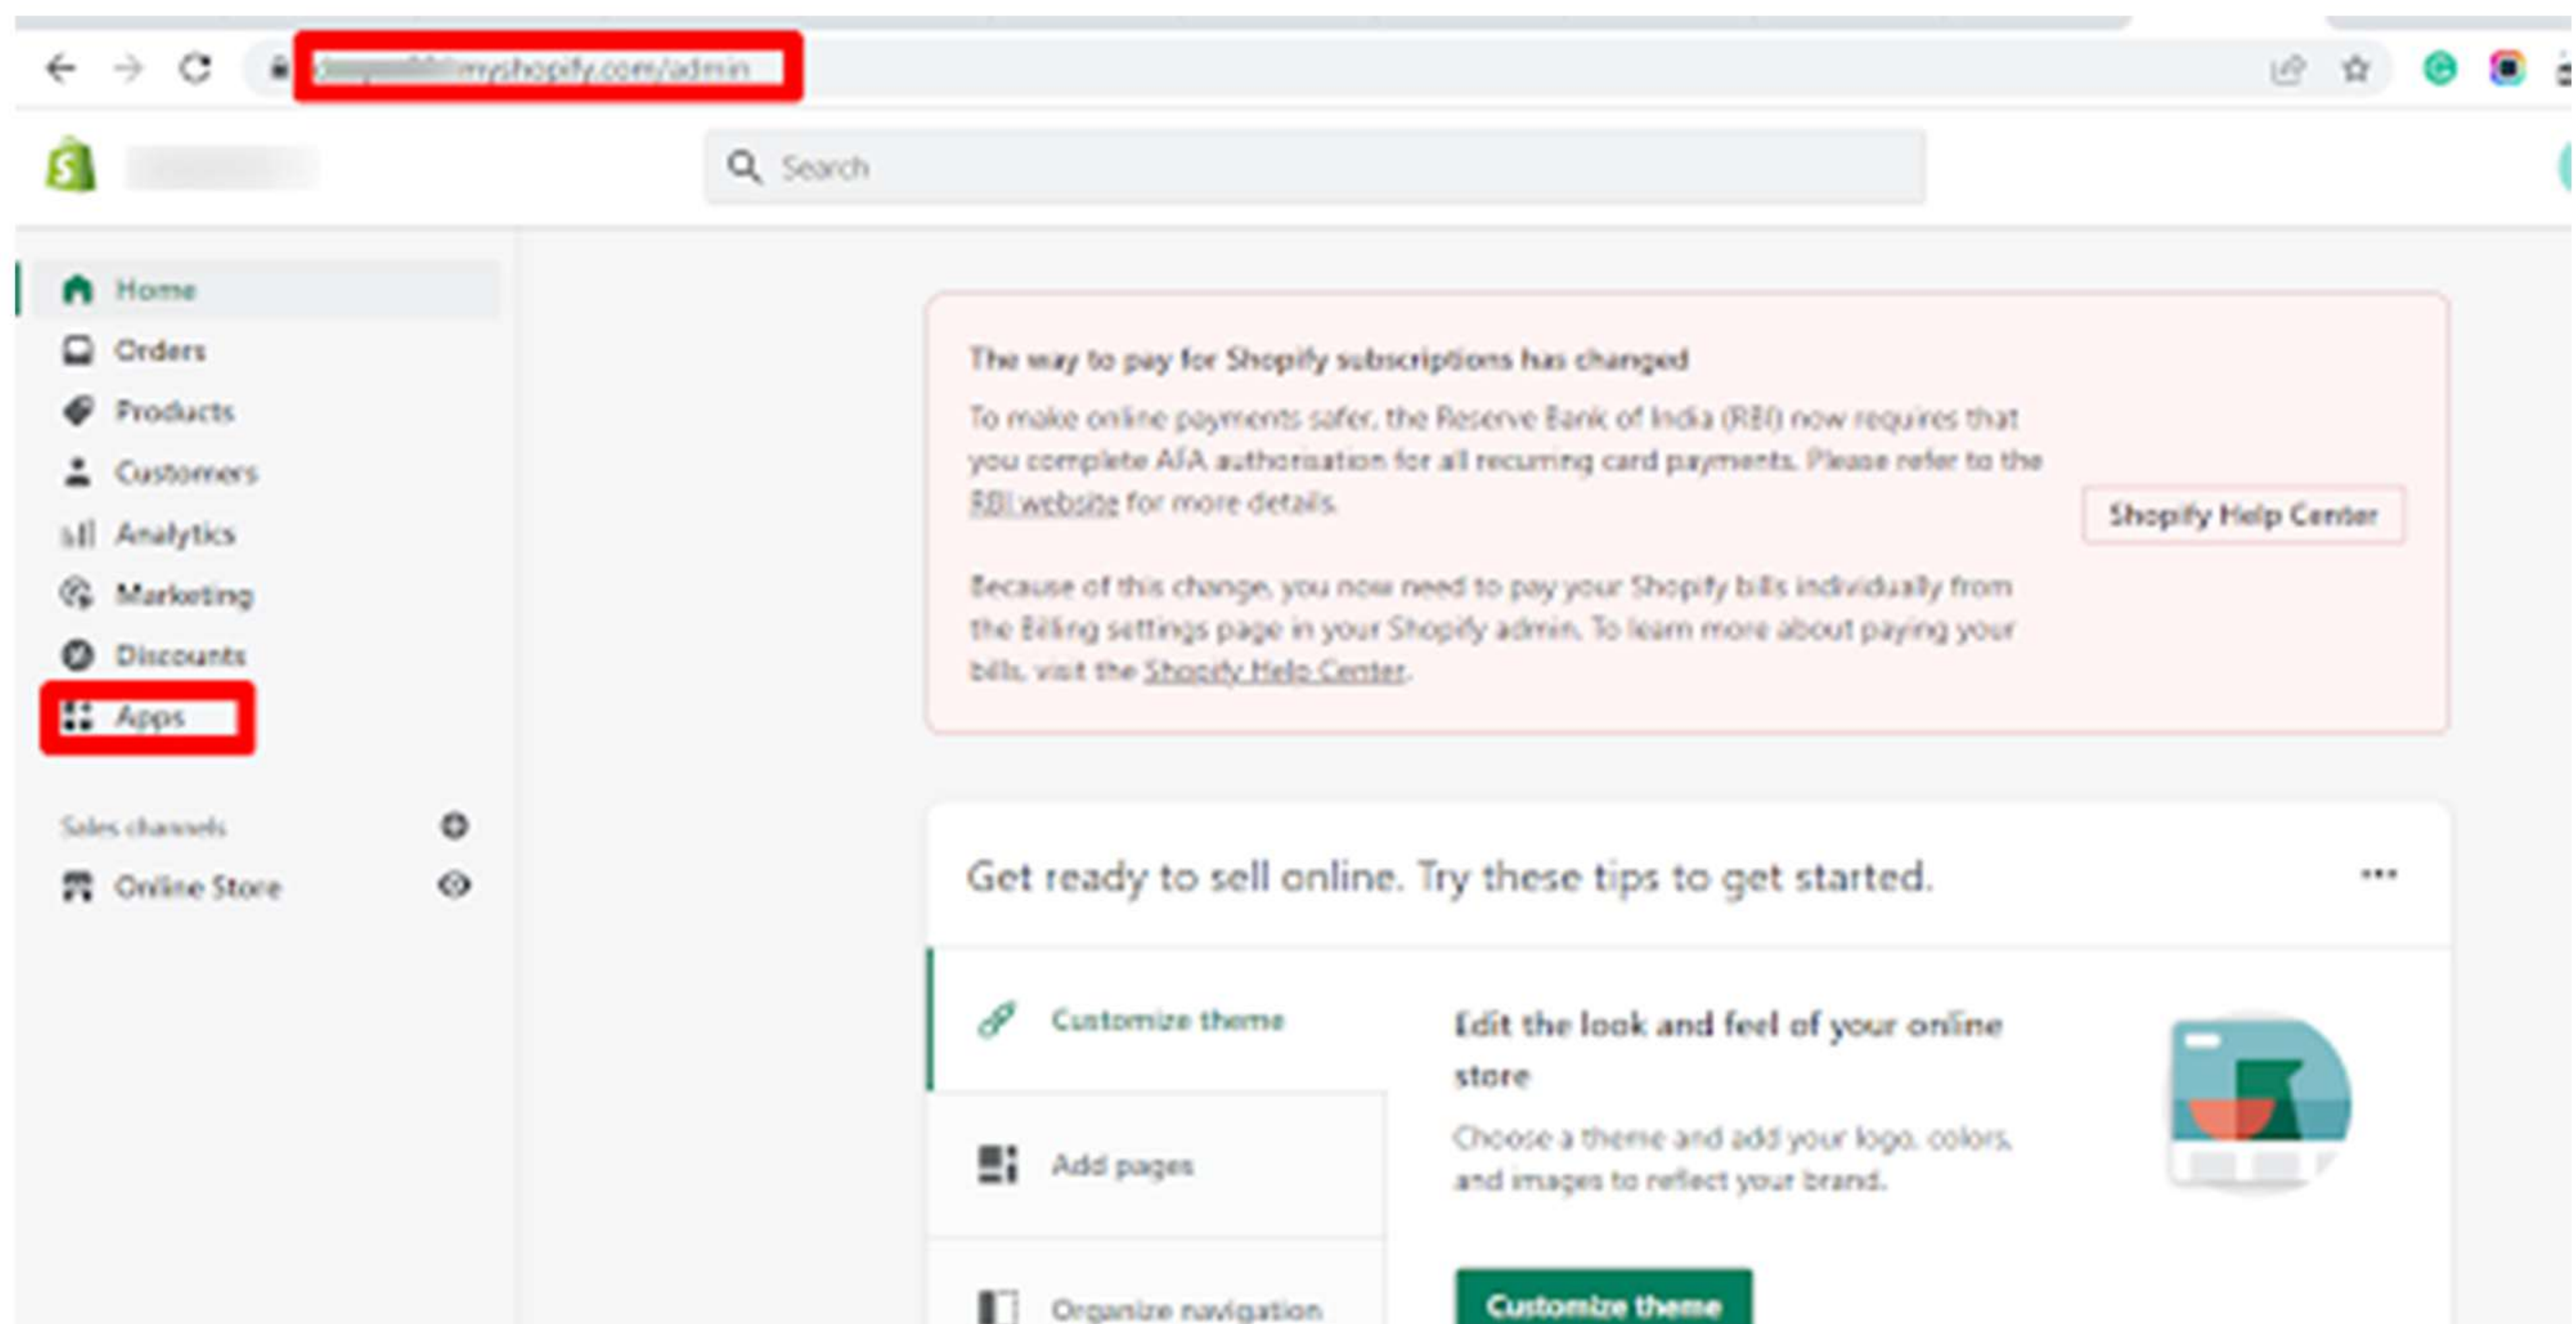 myshopify.com/admin
Search
Home
Orders
Products
Customers
Analytics
Marketing
Discounts
Apps
Sales channels
Online Store
The way to pay for Shopify subscriptions has changed
To make online payments safer, the Reserve Bank of India (RBI) now requires that
you complete AFA authorisation for all recurring card payments. Please refer to the
RBI website for more details.
Shopify Help Center
Because of this change, you now need to pay your Shopify bills individually from
the Billing settings page in your Shopify admin. To learn more about paying your
bills, visit the Shopify Help Center.
Get ready to sell online. Try these tips to get started.
Customize theme
Add pages
Organize navigation
Edit the look and feel of your online
store
Choose a theme and add your logo, colors,
and images to reflect your brand.
Customize theme